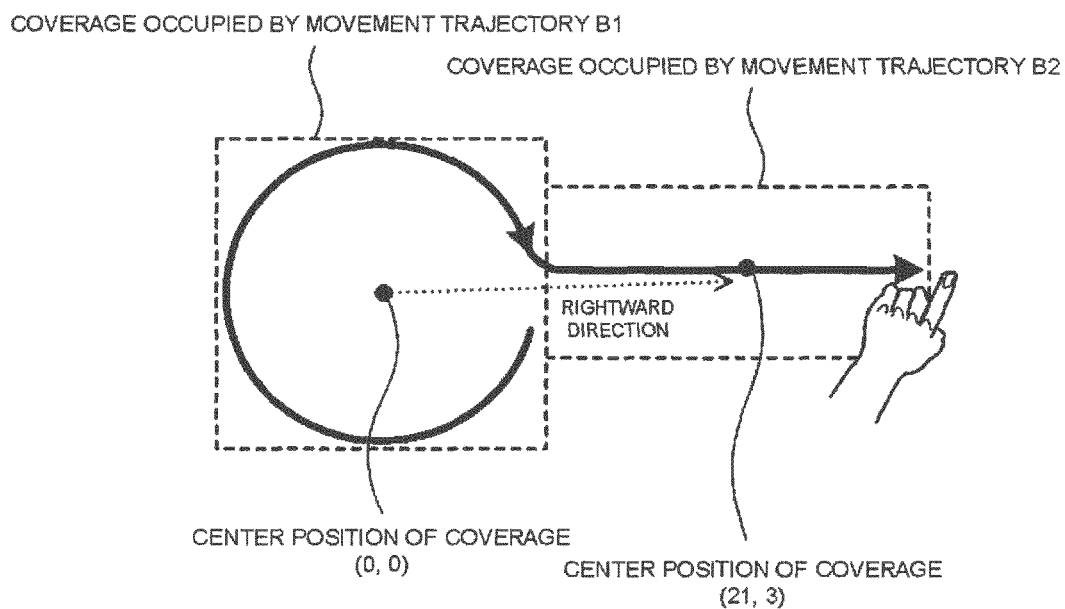 COVERAGE OCCUPIED BY MOVEMENT TRAJECTORY B1
COVERAGE OCCUPIED BY MOVEMENT TRAJECTORY B2
RIGHTWARD
DIRECTION
CENTER POSITION OF COVERAGE
(0, 0)
CENTER POSITION OF COVERAGE
(21, 3)